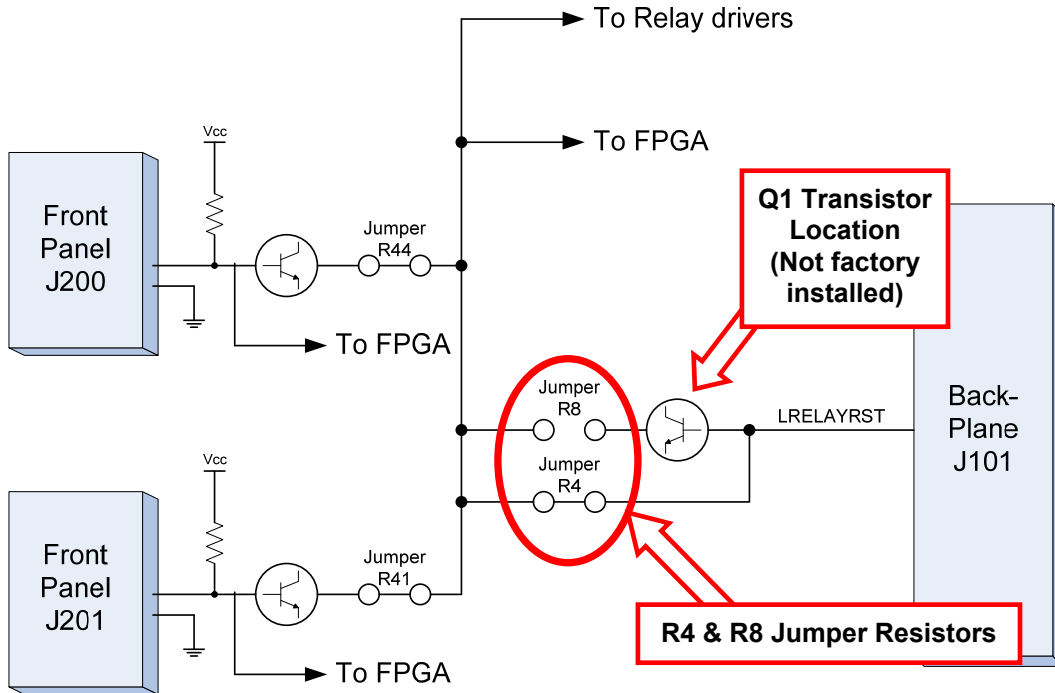 To Relay drivers
To FPGA
Vcc
Front
Panel
J200
Jumper
R44
To FPGA
Q1 Transistor
Location
(Not factory
installed)
Jumper
R8
LRELAYRST
Back-
Plane
J101
Jumper
R4
Vcc
Front
Panel
J201
Jumper
R41
To FPGA
R4 & R8 Jumper Resistors